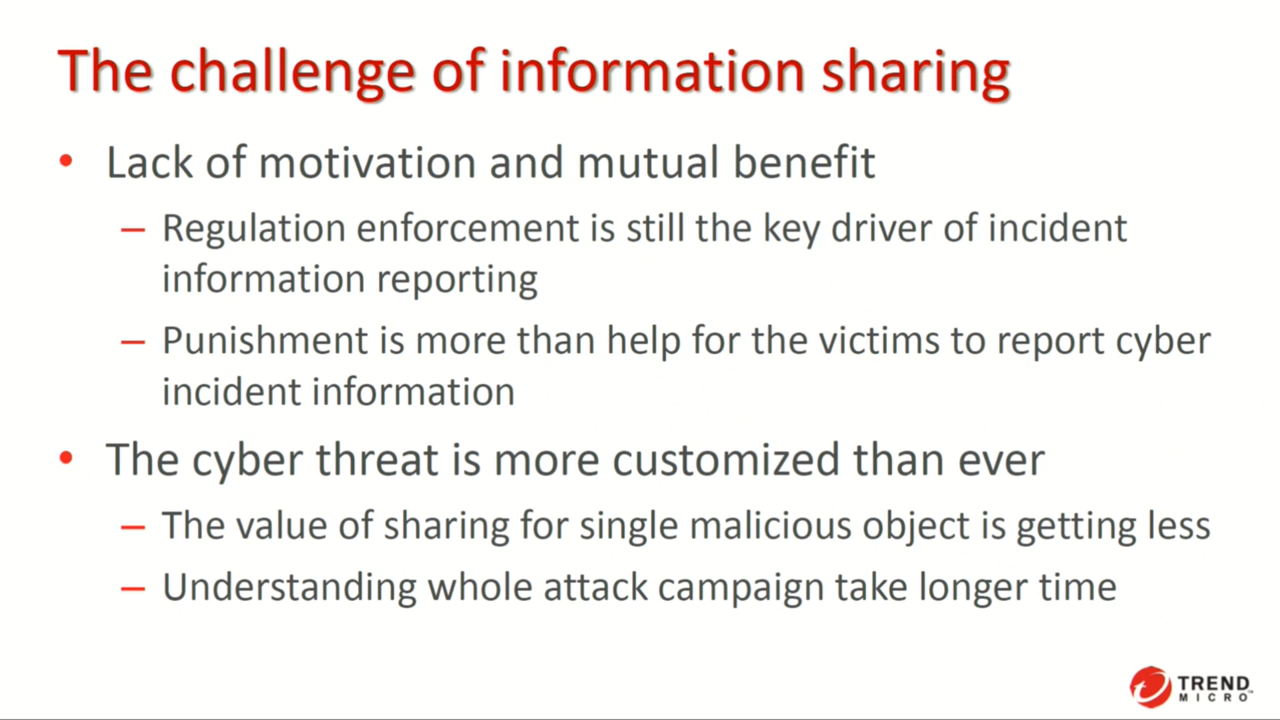 The challenge of information sharing
• Lack of motivation and mutual benefit
– Regulation enforcement is still the key driver of incident
information reporting
– Punishment is more than help for the victims to report cyber
incident information
• The cyber threat is more customized than ever
– The value of sharing for single malicious object is getting less
– Understanding whole attack campaign take longer time
TREND
MICRO™